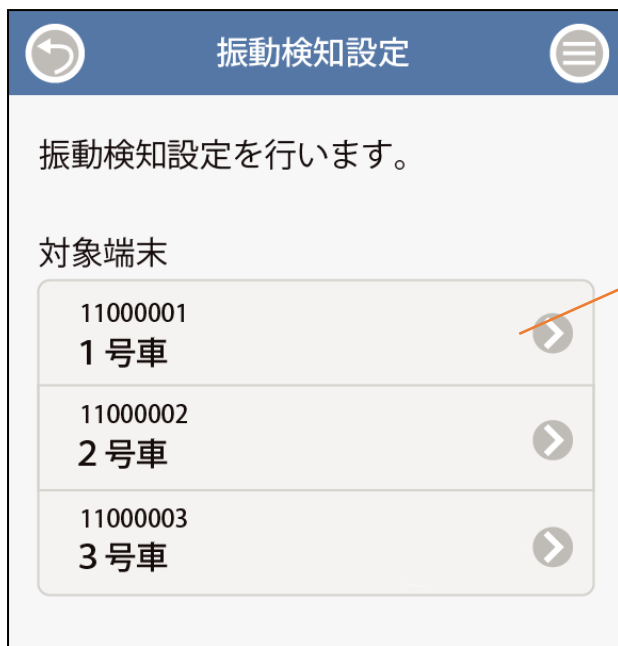 振動検知設定
振動検知設定を行います。
対象端末
11000001
1号車
11000002
2号車
11000003
3号車